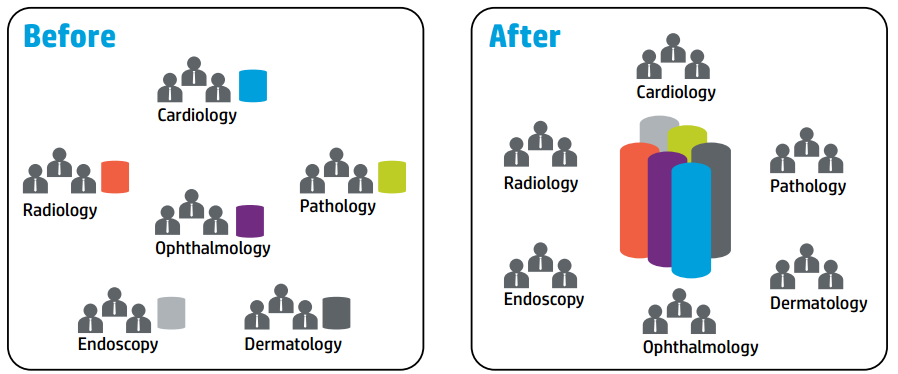 Before
Cardiology
Radiology
Pathology
Ophthalmology
Endoscopy
Dermatology
After
Cardiology
Radiology
Pathology
Endoscopy
Dermatology
Ophthalmology